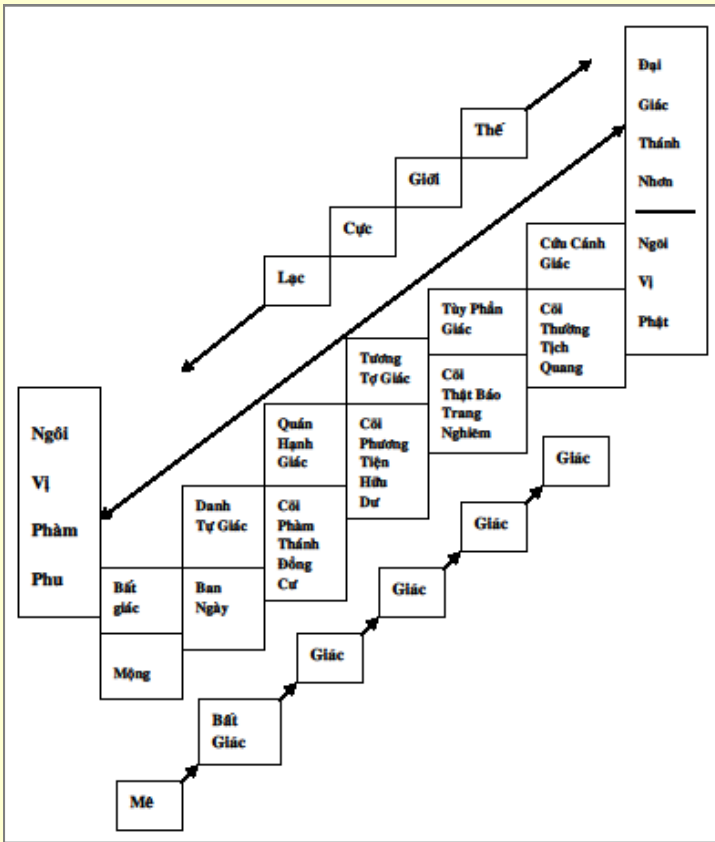 Đại
Giác
Thánh
Nhơn
Ngôi
Vị
Phật
Thế
Giới
Cực
Lạc
Cứu Cánh
Giác
Cõi
Thường
Tịch
Quang
Tùy Phần
Giác
Cõi
Thật Báo
Trang
Nghiêm
Tương
Tợ Giác
Cõi
Phương
Tiện
Hữu
Dư
Quán
Hạnh
Giác
Cõi
Phàm
Thánh
Đồng
Cư
Danh
Tự Giác
Ban
Ngày
Bất
giác
Mộng
Ngôi
Vị
Phàm
Phu
Giác
Giác
Giác
Giác
Bất
Giác
Mê